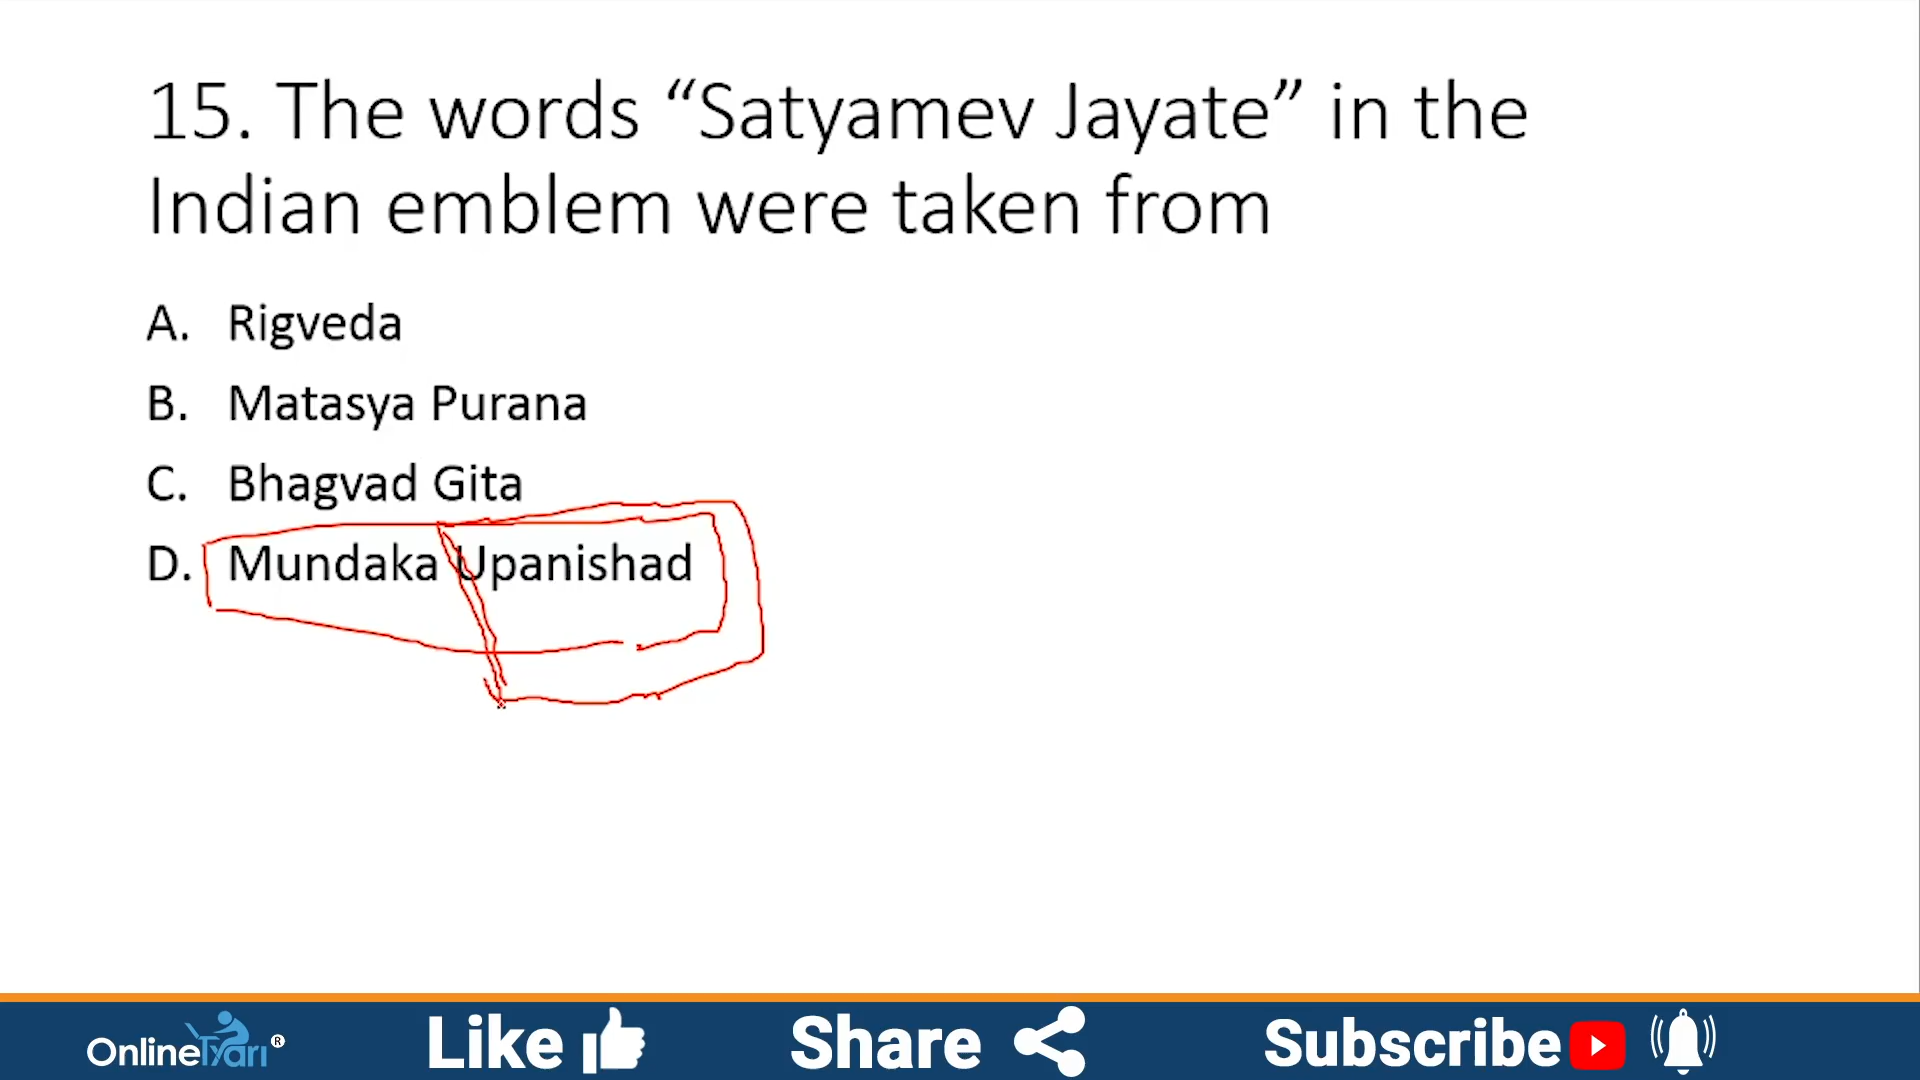 15. The words “Satyamev Jayate” in the
Indian emblem were taken from
A. Rigveda
B. Matasya Purana
C. Bhagvad Gita
D. Mundaka Upanishad
OnlineTyari® Like Share Subscribe